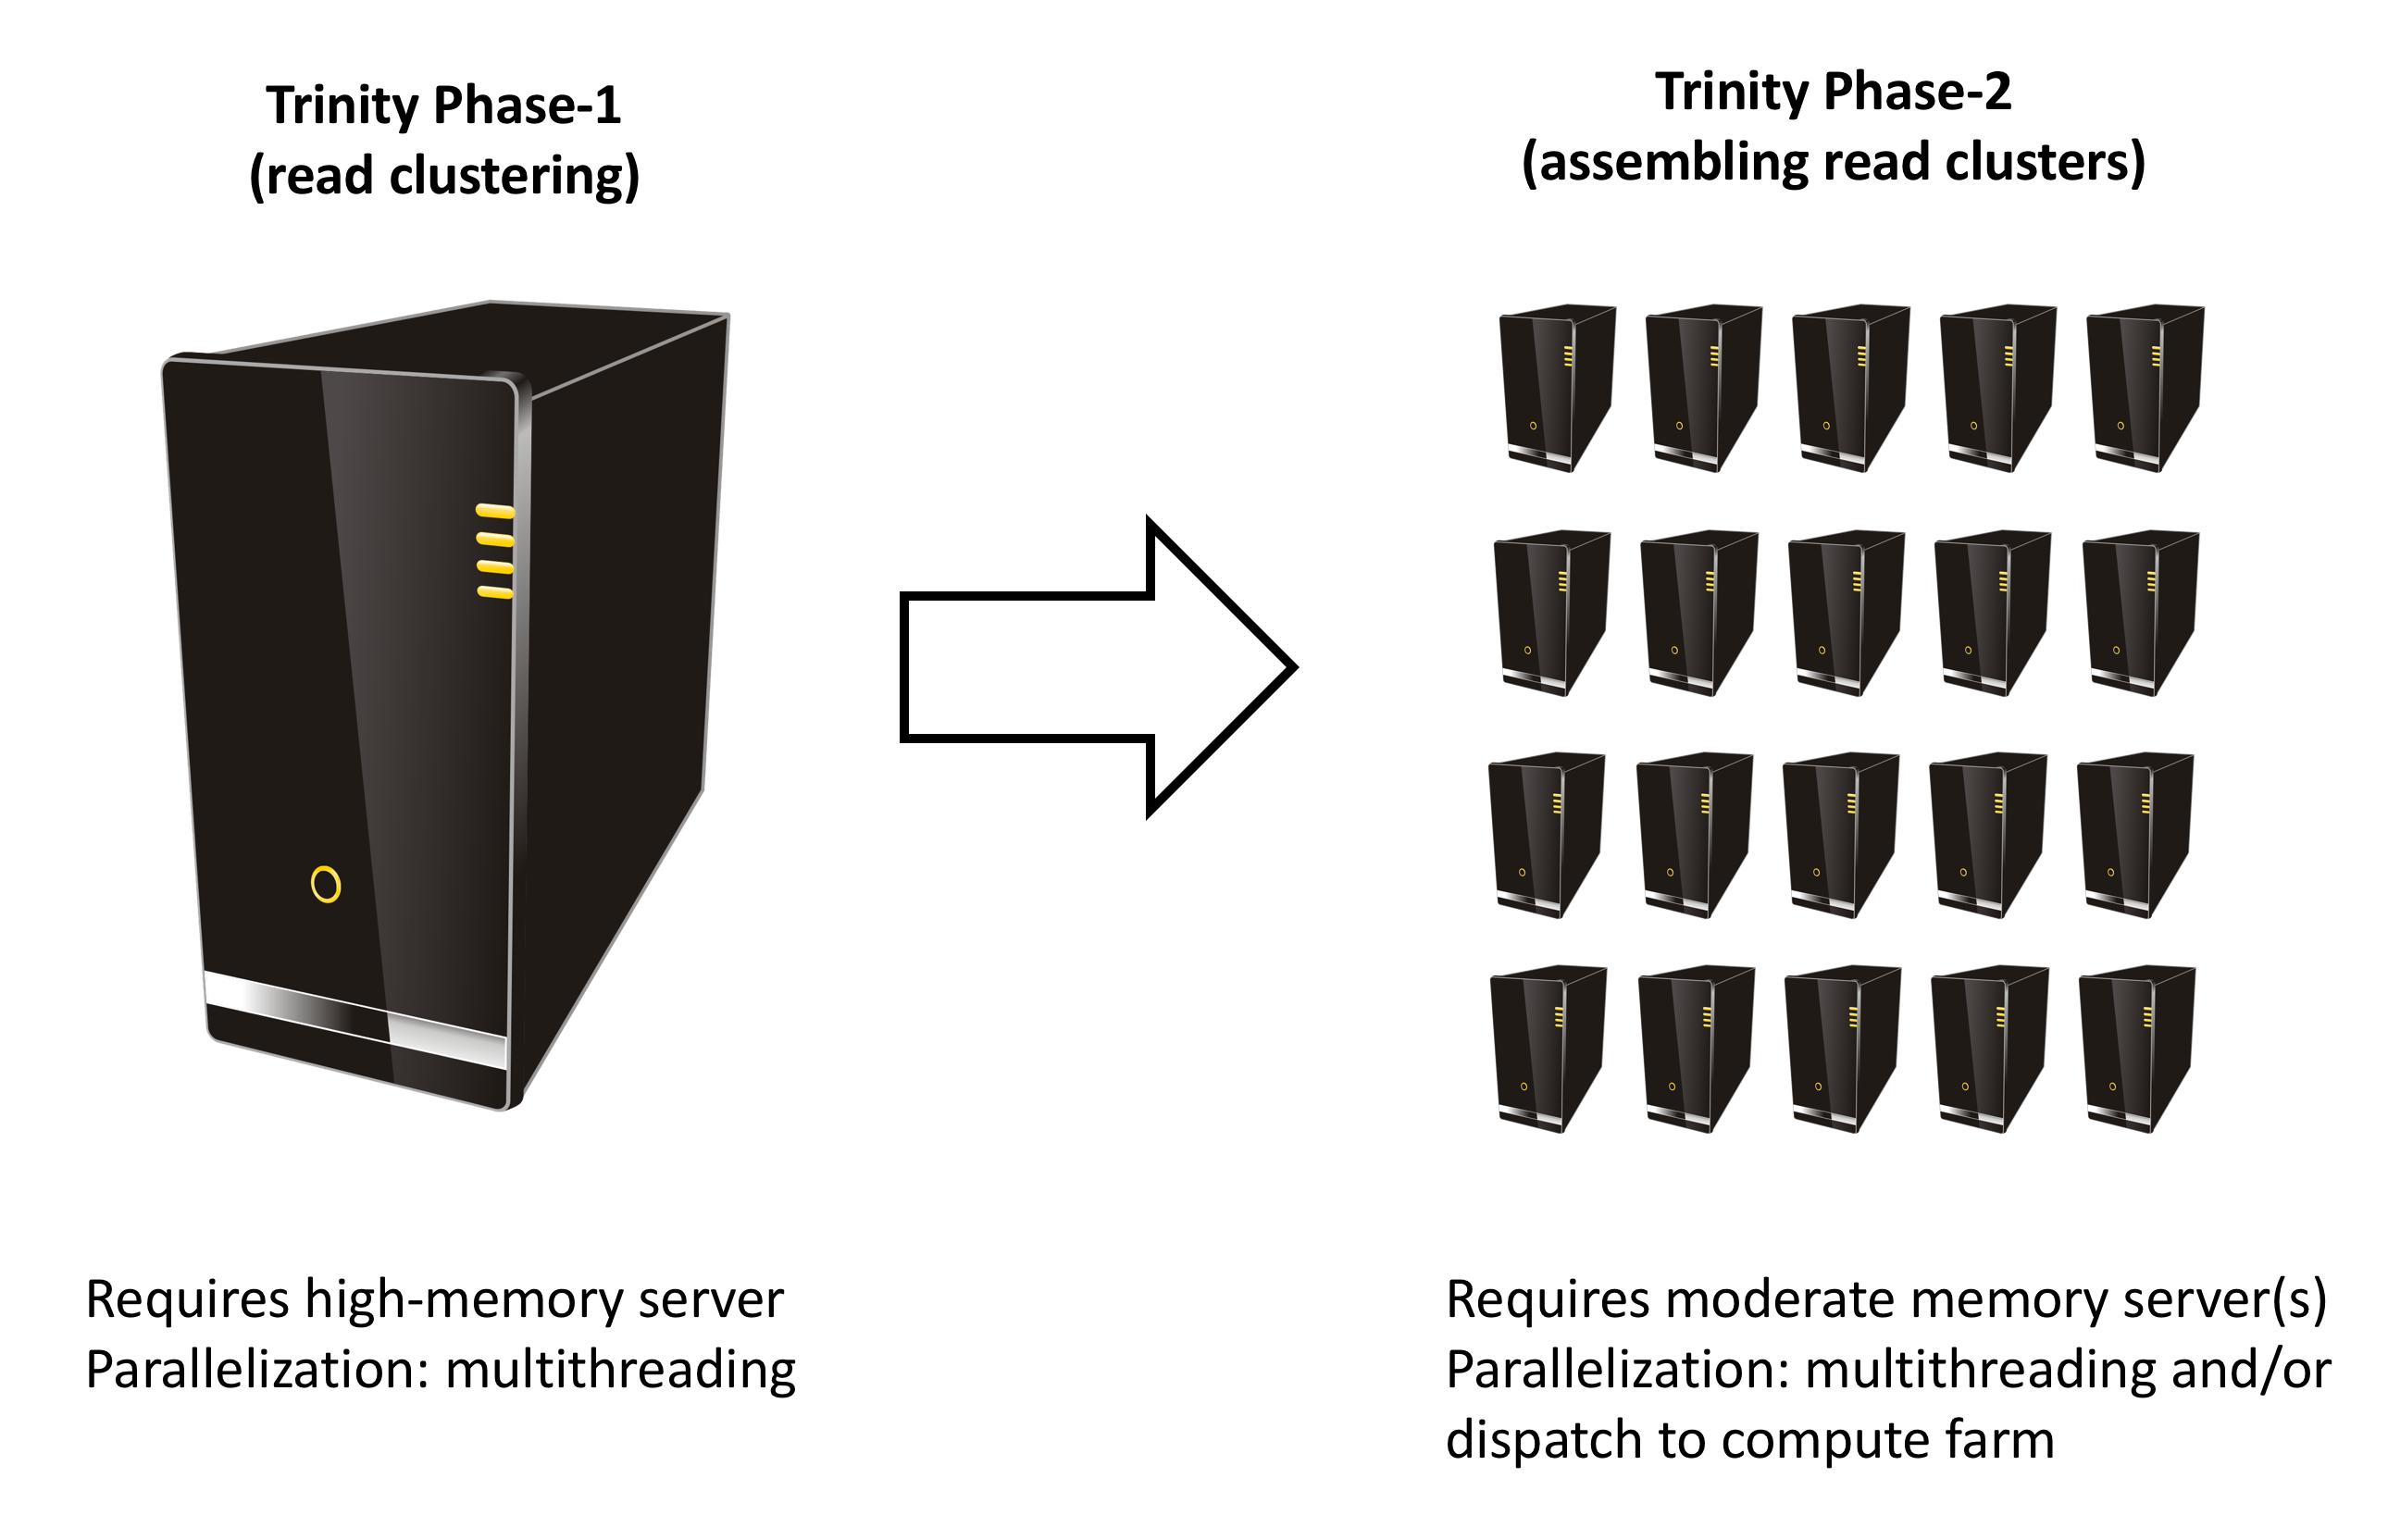 Trinity Phase-1
(read clustering)
Trinity Phase-2
(assembling read clusters)
Requires high-memory server
Parallelization: multithreading
Requires moderate memory server(s)
Parallelization: multithreading and/or
dispatch to compute farm